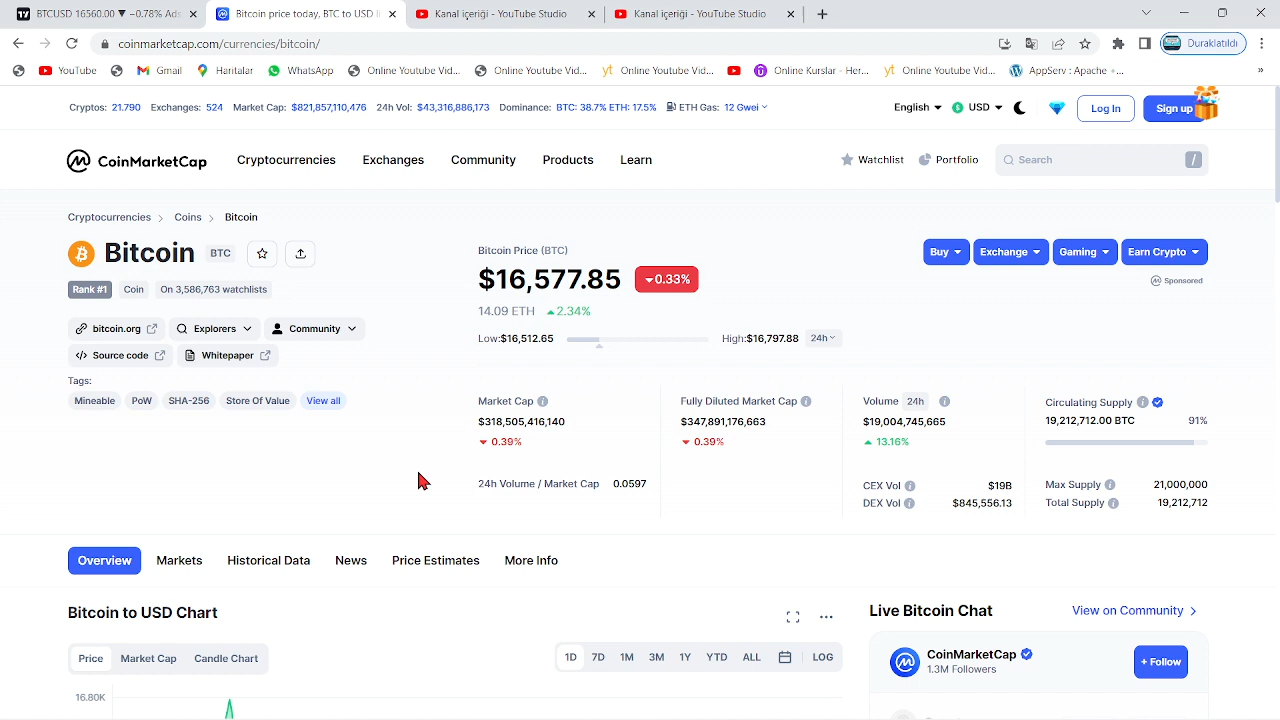 BTCUSD 16560.00 ▼ −0.78% Ads
Bitcoin price today, BTC to USD li
Kanal içeriği - YouTube Studio
Kanal içeriği - YouTube Studio
coinmarketcap.com/currencies/bitcoin/
Duraklatıldı
YouTube
Gmail
Haritalar
WhatsApp
Online Youtube Vid...
Online Youtube Vid...
Online Youtube Vid...
Online Kurslar - Her...
Online Youtube Vid...
AppServ : Apache +...
»
Cryptos: 21.790 Exchanges: 524 Market Cap: $821,857,110,476 24h Vol: $43,316,886,173 Dominance: BTC: 38.7% ETH: 17.5% ETH Gas: 12 Gwei
English
USD
Log In
Sign up
CoinMarketCap
Cryptocurrencies
Exchanges
Community
Products
Learn
Watchlist
Portfolio
Search
/
Cryptocurrencies > Coins > Bitcoin
Bitcoin BTC
Rank #1
Coin
On 3,586,763 watchlists
bitcoin.org
Explorers
Community
Source code
Whitepaper
Tags:
Mineable
PoW
SHA-256
Store Of Value
View all
Bitcoin Price (BTC)
$16,577.85
0.33%
14.09 ETH
2.34%
Low:$16,512.65
High:$16,797.88
24h
Buy
Exchange
Gaming
Earn Crypto
Sponsored
Market Cap
$318,505,416,140
0.39%
24h Volume / Market Cap 0.0597
Fully Diluted Market Cap
$347,891,176,663
0.39%
Volume 24h
$19,004,745,665
13.16%
CEX Vol $19B
DEX Vol $845,556.13
Circulating Supply
19,212,712.00 BTC 91%
Max Supply 21,000,000
Total Supply 19,212,712
Overview
Markets
Historical Data
News
Price Estimates
More Info
Bitcoin to USD Chart
Price
Market Cap
Candle Chart
1D
7D
1M
3M
1Y
YTD
ALL
LOG
16.80K
Live Bitcoin Chat
View on Community >
CoinMarketCap
1.3M Followers
+ Follow